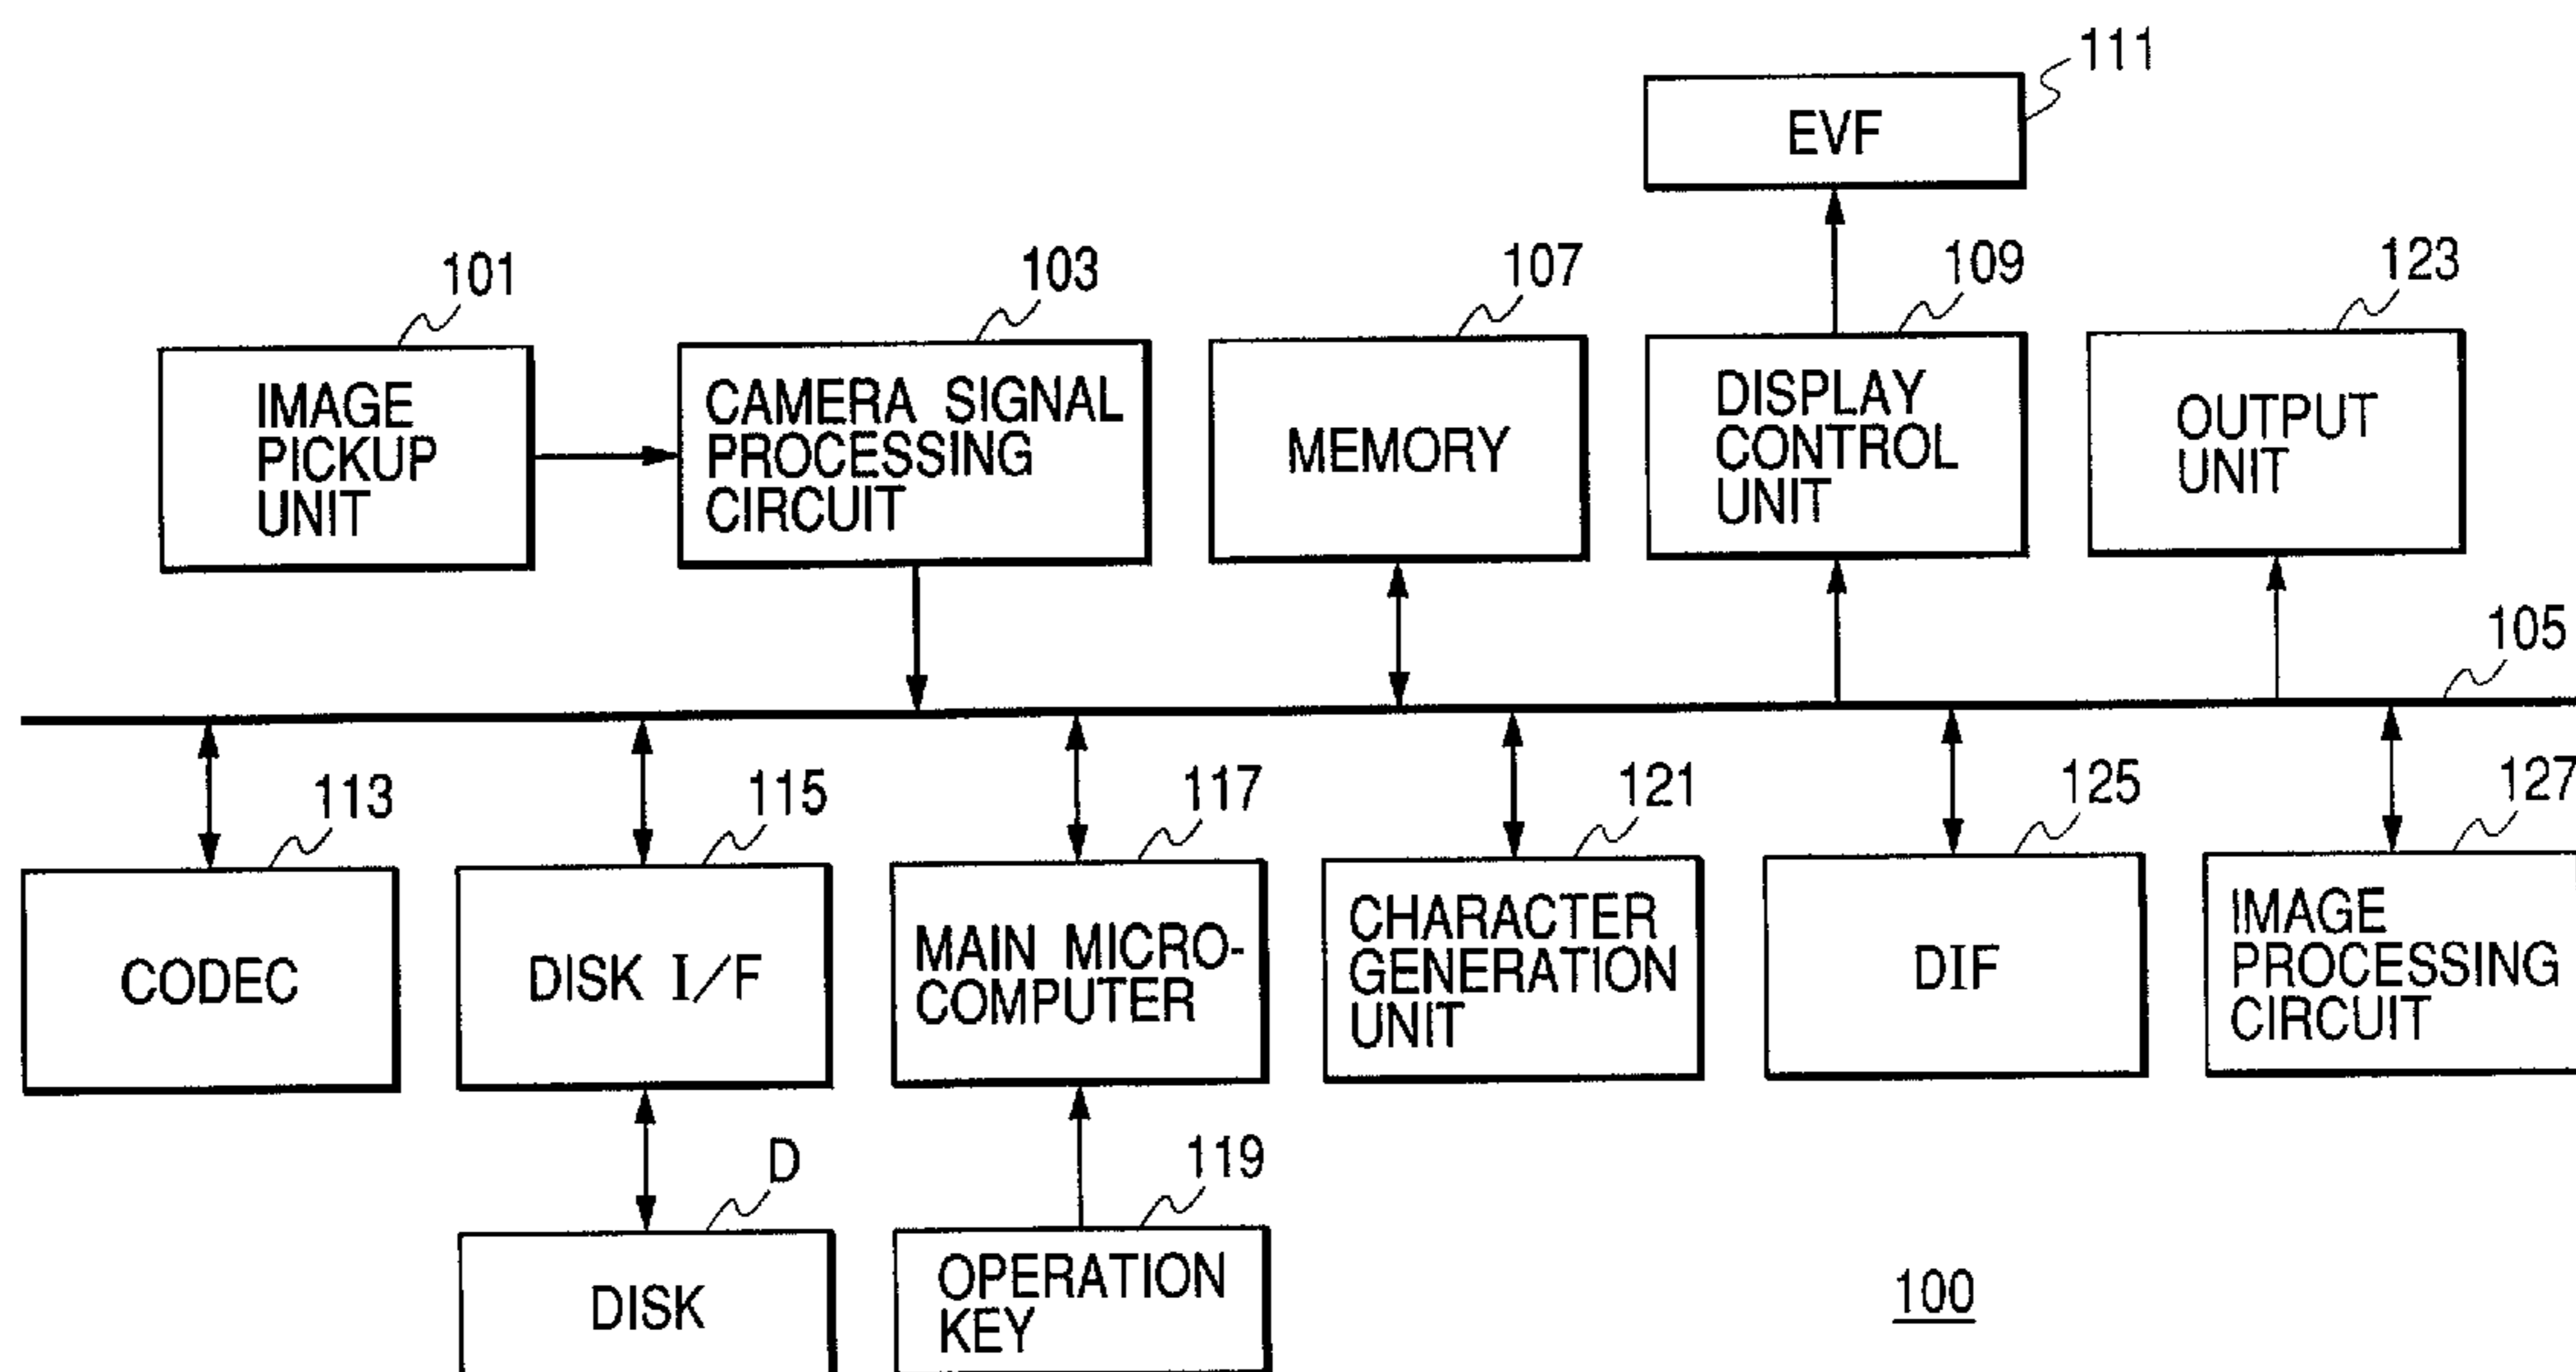 111
EVF
101
103
107
109
123
IMAGE
PICKUP
UNIT
CAMERA SIGNAL
PROCESSING
CIRCUIT
MEMORY
DISPLAY
CONTROL
UNIT
OUTPUT
UNIT
105
113
115
117
121
125
127
CODEC
DISK I/F
MAIN MICRO-
COMPUTER
CHARACTER
GENERATION
UNIT
DIF
IMAGE
PROCESSING
CIRCUIT
D
119
DISK
OPERATION
KEY
100